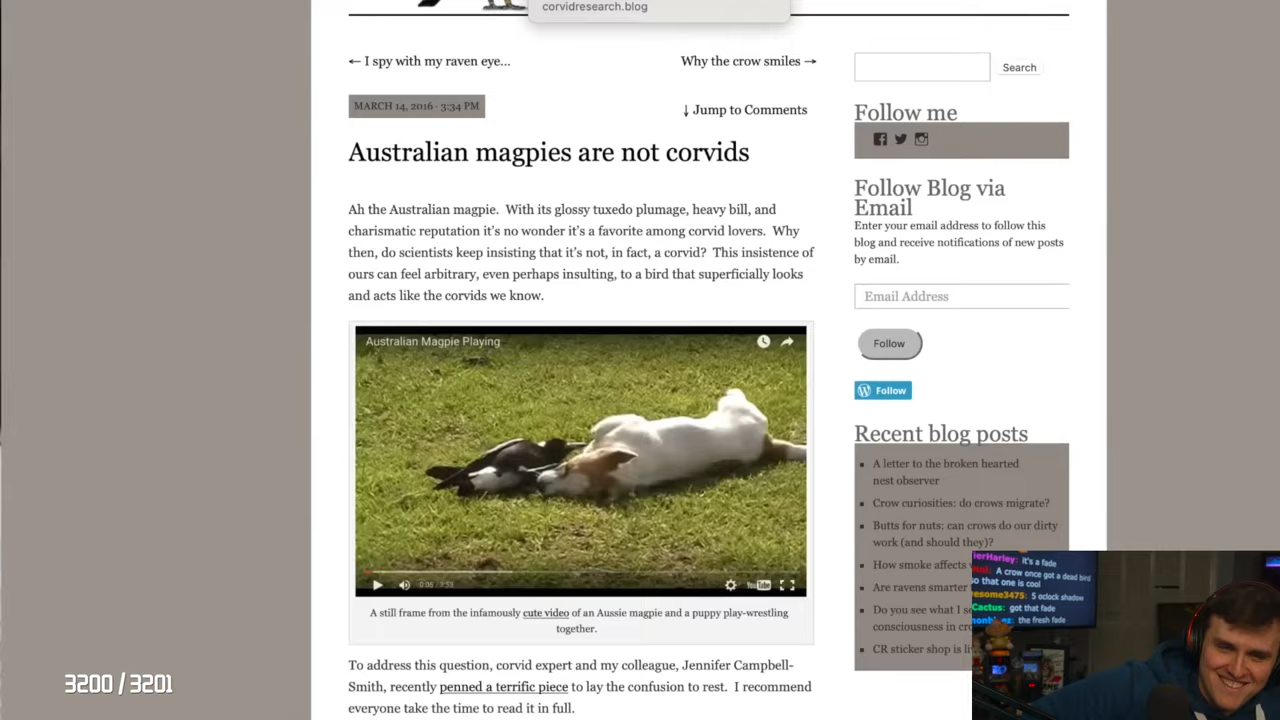 corvidresearch.blog
← I spy with my raven eye…
Why the crow smiles →
MARCH 14, 2016 · 3:34 PM
↓ Jump to Comments
Australian magpies are not corvids
Ah the Australian magpie.  With its glossy tuxedo plumage, heavy bill, and
charismatic reputation it's no wonder it's a favorite among corvid lovers.  Why
then, do scientists keep insisting that it's not, in fact, a corvid?  This insistence of
ours can feel arbitrary, even perhaps insulting, to a bird that superficially looks
and acts like the corvids we know.
Australian Magpie Playing
YouTube
A still frame from the infamously cute video of an Aussie magpie and a puppy play-wrestling
together.
To address this question, corvid expert and my colleague, Jennifer Campbell-
Smith, recently penned a terrific piece to lay the confusion to rest.  I recommend
everyone take the time to read it in full.
Search
Follow me
Follow Blog via
Email
Enter your email address to follow this
blog and receive notifications of new posts
by email.
Email Address
Follow
Follow
Recent blog posts
A letter to the broken hearted
nest observer
Crow curiosities: do crows migrate?
Butts for nuts: can crows do our dirty
work (and should they)?
How smoke affects
Are ravens smarter
Do you see what I
consciousness in
CR sticker shop is
ierHarley: it's a fade
A crow once got a dead bird
so that one is cool
esome3475: 5 oclock shadow
Cactus: got that fade
the fresh fade
3200 / 3201